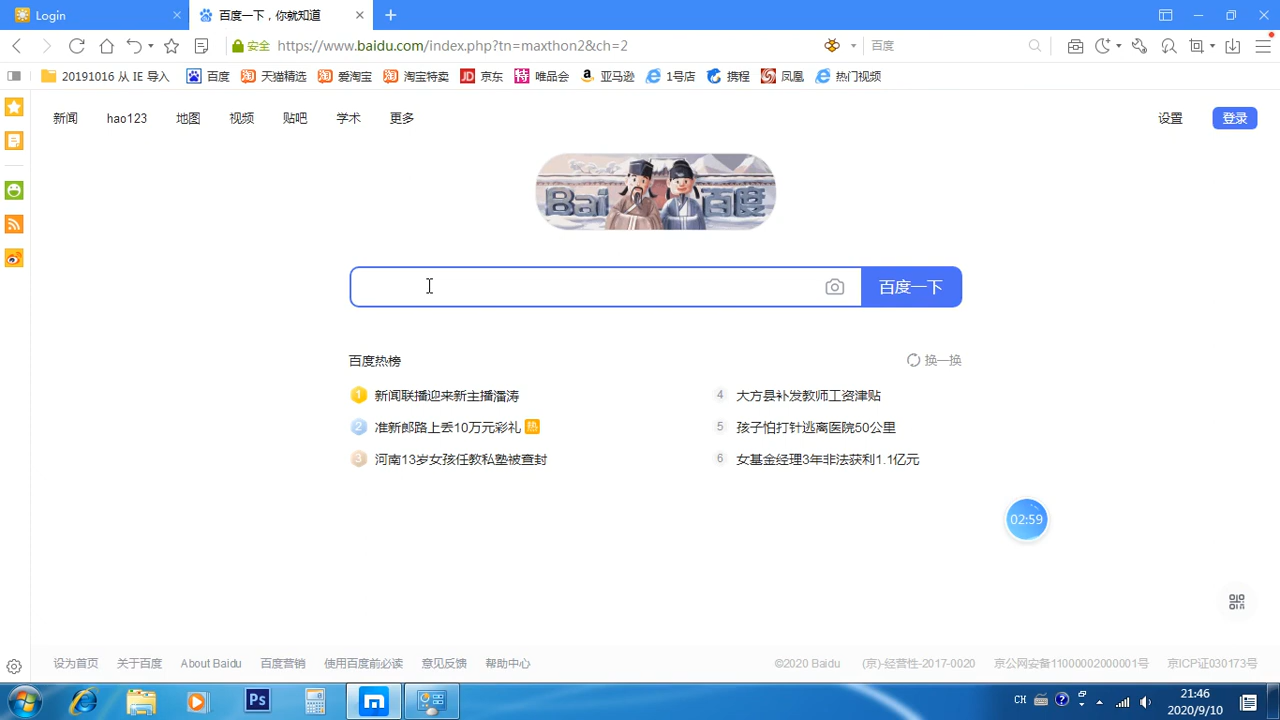 Login
百度一下，你就知道
安全 https://www.baidu.com/index.php?tn=maxthon2&ch=2
百度
20191016 从 IE 导入
百度
淘 天猫精选
淘 爱淘宝
淘 淘宝特卖
JD 京东
特 唯品会
a 亚马逊
1号店
携程
凤凰
热门视频
新闻
hao123
地图
视频
贴吧
学术
更多
设置
登录
Bai 百度
百度一下
百度热榜
换一换
1 新闻联播迎来新主播潘涛
4 大方县补发教师工资津贴
2 准新郎路上丢10万元彩礼 热
5 孩子怕打针逃离医院50公里
3 河南13岁女孩任教私塾被查封
6 女基金经理3年非法获利1.1亿元
02:59
设为首页
关于百度
About Baidu
百度营销
使用百度前必读
意见反馈
帮助中心
©2020 Baidu
(京)-经营性-2017-0020
京公网安备11000002000001号
京ICP证030173号
Ps
CH
21:46
2020/9/10